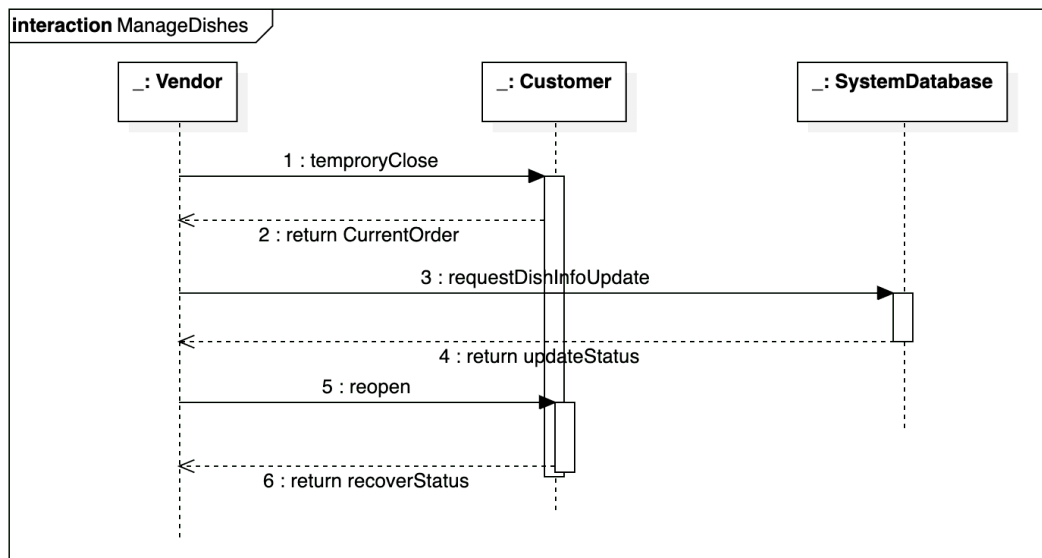 interaction ManageDishes
_: Vendor
_: Customer
_: SystemDatabase
1 : temproryClose
2 : return CurrentOrder
3 : requestDishInfoUpdate
4 : return updateStatus
5 : reopen
6 : return recoverStatus